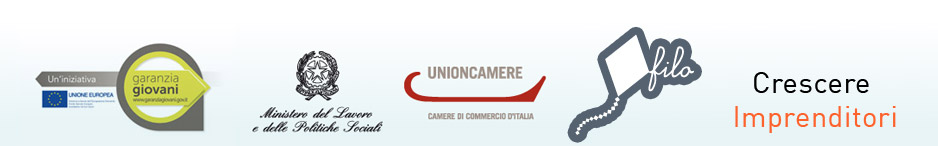 Un'iniziativa
UNIONE EUROPEA
garanzia
giovani
www.garanziagiovani.gov.it
Ministero del Lavoro
e delle Politiche Sociali
UNIONCAMERE
CAMERE DI COMMERCIO D'ITALIA
filo
Crescere
Imprenditori